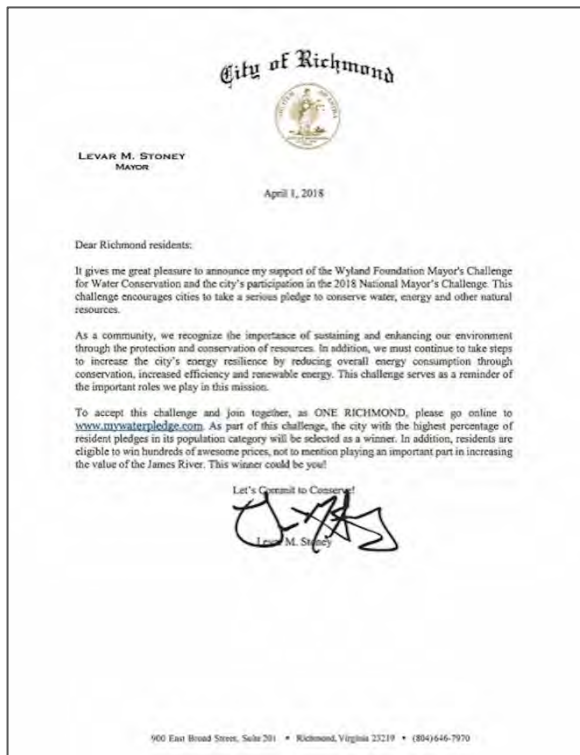 City of Richmond
LEVAR M. STONEY
MAYOR
April 1, 2018
Dear Richmond residents:
It gives me great pleasure to announce my support of the Wyland Foundation Mayor's Challenge
for Water Conservation and the city's participation in the 2018 National Mayor's Challenge. This
challenge encourages cities to take a serious pledge to conserve water, energy and other natural
resources.
As a community, we recognize the importance of sustaining and enhancing our environment
through the protection and conservation of resources. In addition, we must continue to take steps
to increase the city's energy resilience by reducing overall energy consumption through
conservation, increased efficiency and renewable energy. This challenge serves as a reminder of
the important roles we play in this mission.
To accept this challenge and join together, as ONE RICHMOND, please go online to
www.mywaterpledge.com. As part of this challenge, the city with the highest percentage of
resident pledges in its population category will be selected as a winner. In addition, residents are
eligible to win hundreds of awesome prices, not to mention playing an important part in increasing
the value of the James River. This winner could be you!
Let's Commit to Conserve!
Levar M. Stoney
900 East Broad Street, Suite 201 • Richmond, Virginia 23219 • (804)646-7970